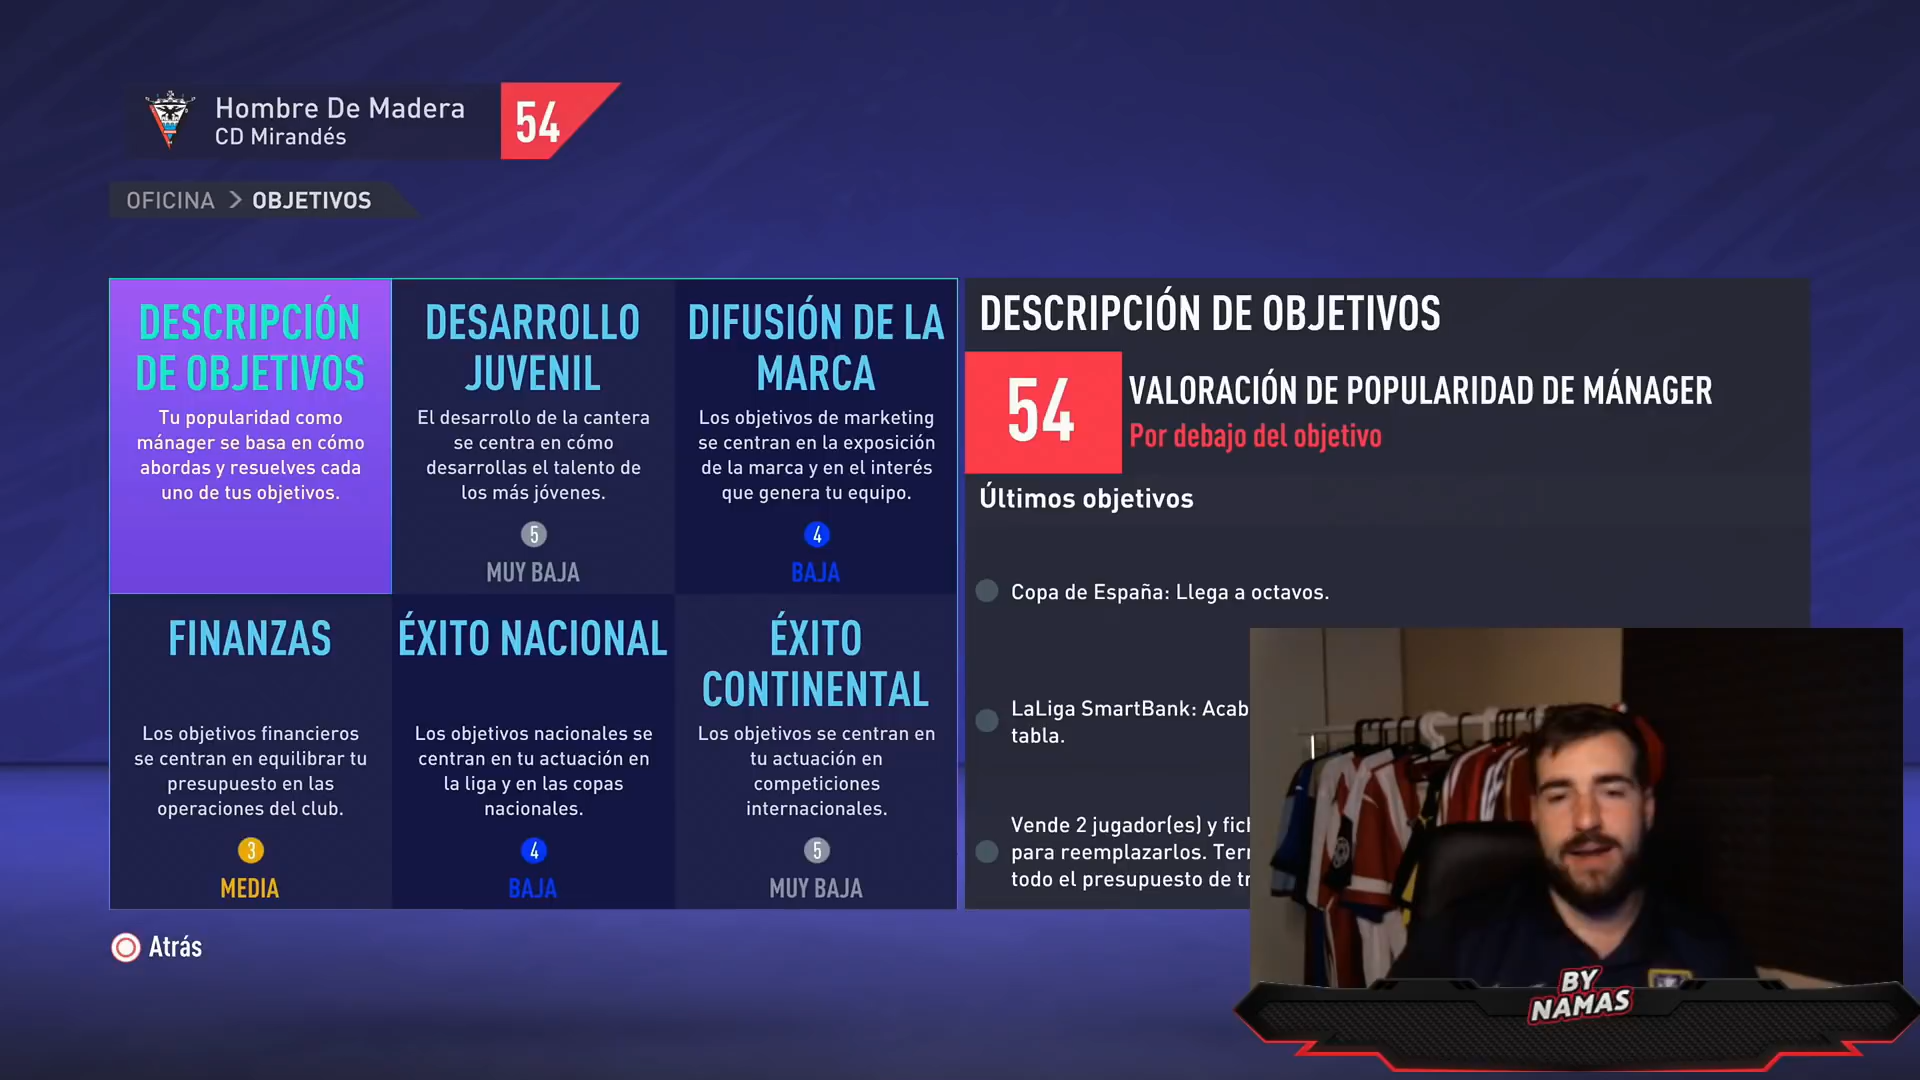 Hombre De Madera
CD Mirandés
54
OFICINA > OBJETIVOS
DESCRIPCIÓN
DE OBJETIVOS
Tu popularidad como
mánager se basa en cómo
abordas y resuelves cada
uno de tus objetivos.
DESARROLLO
JUVENIL
El desarrollo de la cantera
se centra en cómo
desarrollas el talento de
los más jóvenes.
5
MUY BAJA
DIFUSIÓN DE LA
MARCA
Los objetivos de marketing
se centran en la exposición
de la marca y en el interés
que genera tu equipo.
4
BAJA
FINANZAS
Los objetivos financieros
se centran en equilibrar tu
presupuesto en las
operaciones del club.
3
MEDIA
ÉXITO NACIONAL
Los objetivos nacionales se
centran en tu actuación en
la liga y en las copas
nacionales.
4
BAJA
ÉXITO
CONTINENTAL
Los objetivos se centran en
tu actuación en
competiciones
internacionales.
5
MUY BAJA
DESCRIPCIÓN DE OBJETIVOS
54
VALORACIÓN DE POPULARIDAD DE MÁNAGER
Por debajo del objetivo
Últimos objetivos
Copa de España: Llega a octavos.
LaLiga SmartBank: Acab
tabla.
Vende 2 jugador(es) y fich
para reemplazarlos. Ter
todo el presupuesto de tr
Atrás
BY
NAMAS